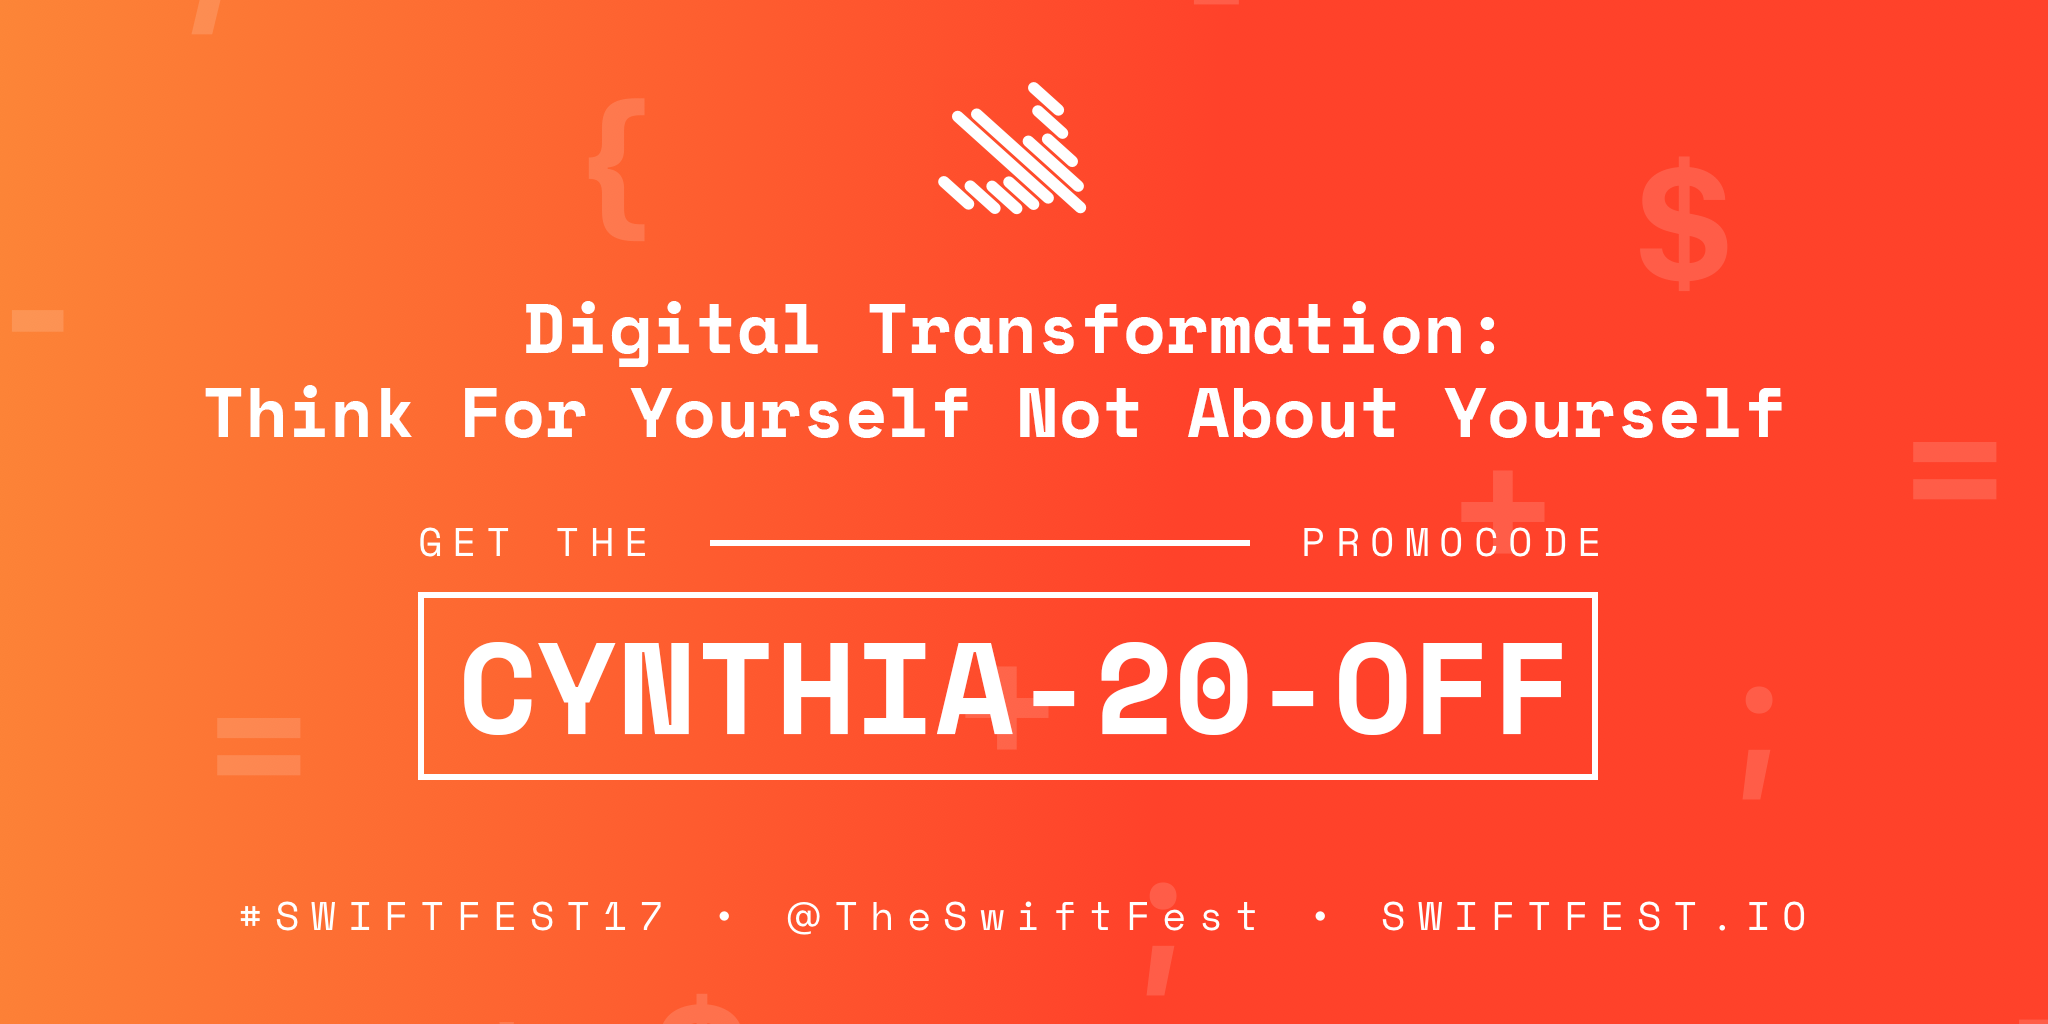 Digital Transformation:
Think For Yourself Not About Yourself
GET THE PROMOCODE
CYNTHIA-20-OFF
#SWIFTFEST17 • @TheSwiftFest • SWIFTFEST.IO